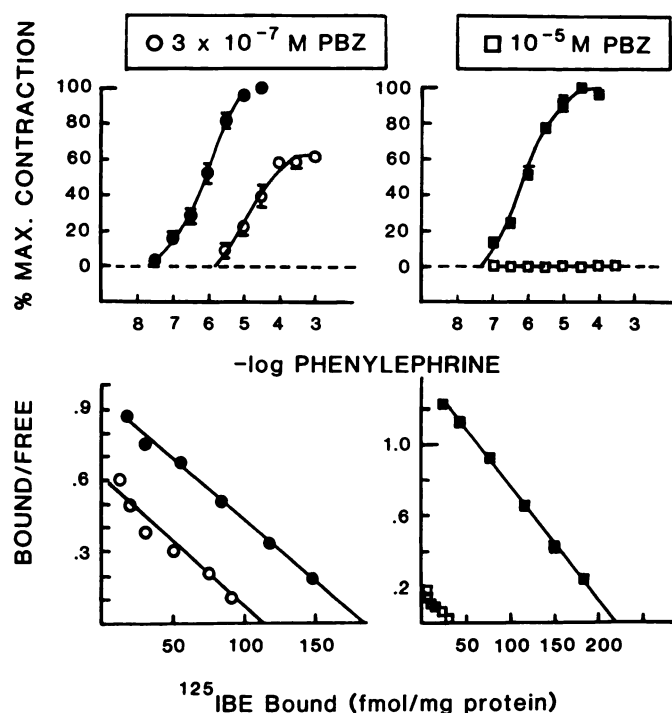 3 x 10⁻⁷ M PBZ
10⁻⁵ M PBZ
% MAX. CONTRACTION
100
80
60
40
20
0
8 7 6 5 4 3
100
80
60
40
20
0
8 7 6 5 4 3
-log PHENYLEPHRINE
BOUND/FREE
.9
.6
.3
50 100 150
1.0
.6
.2
50 100 150 200
¹²⁵IBE Bound (fmol/mg protein)